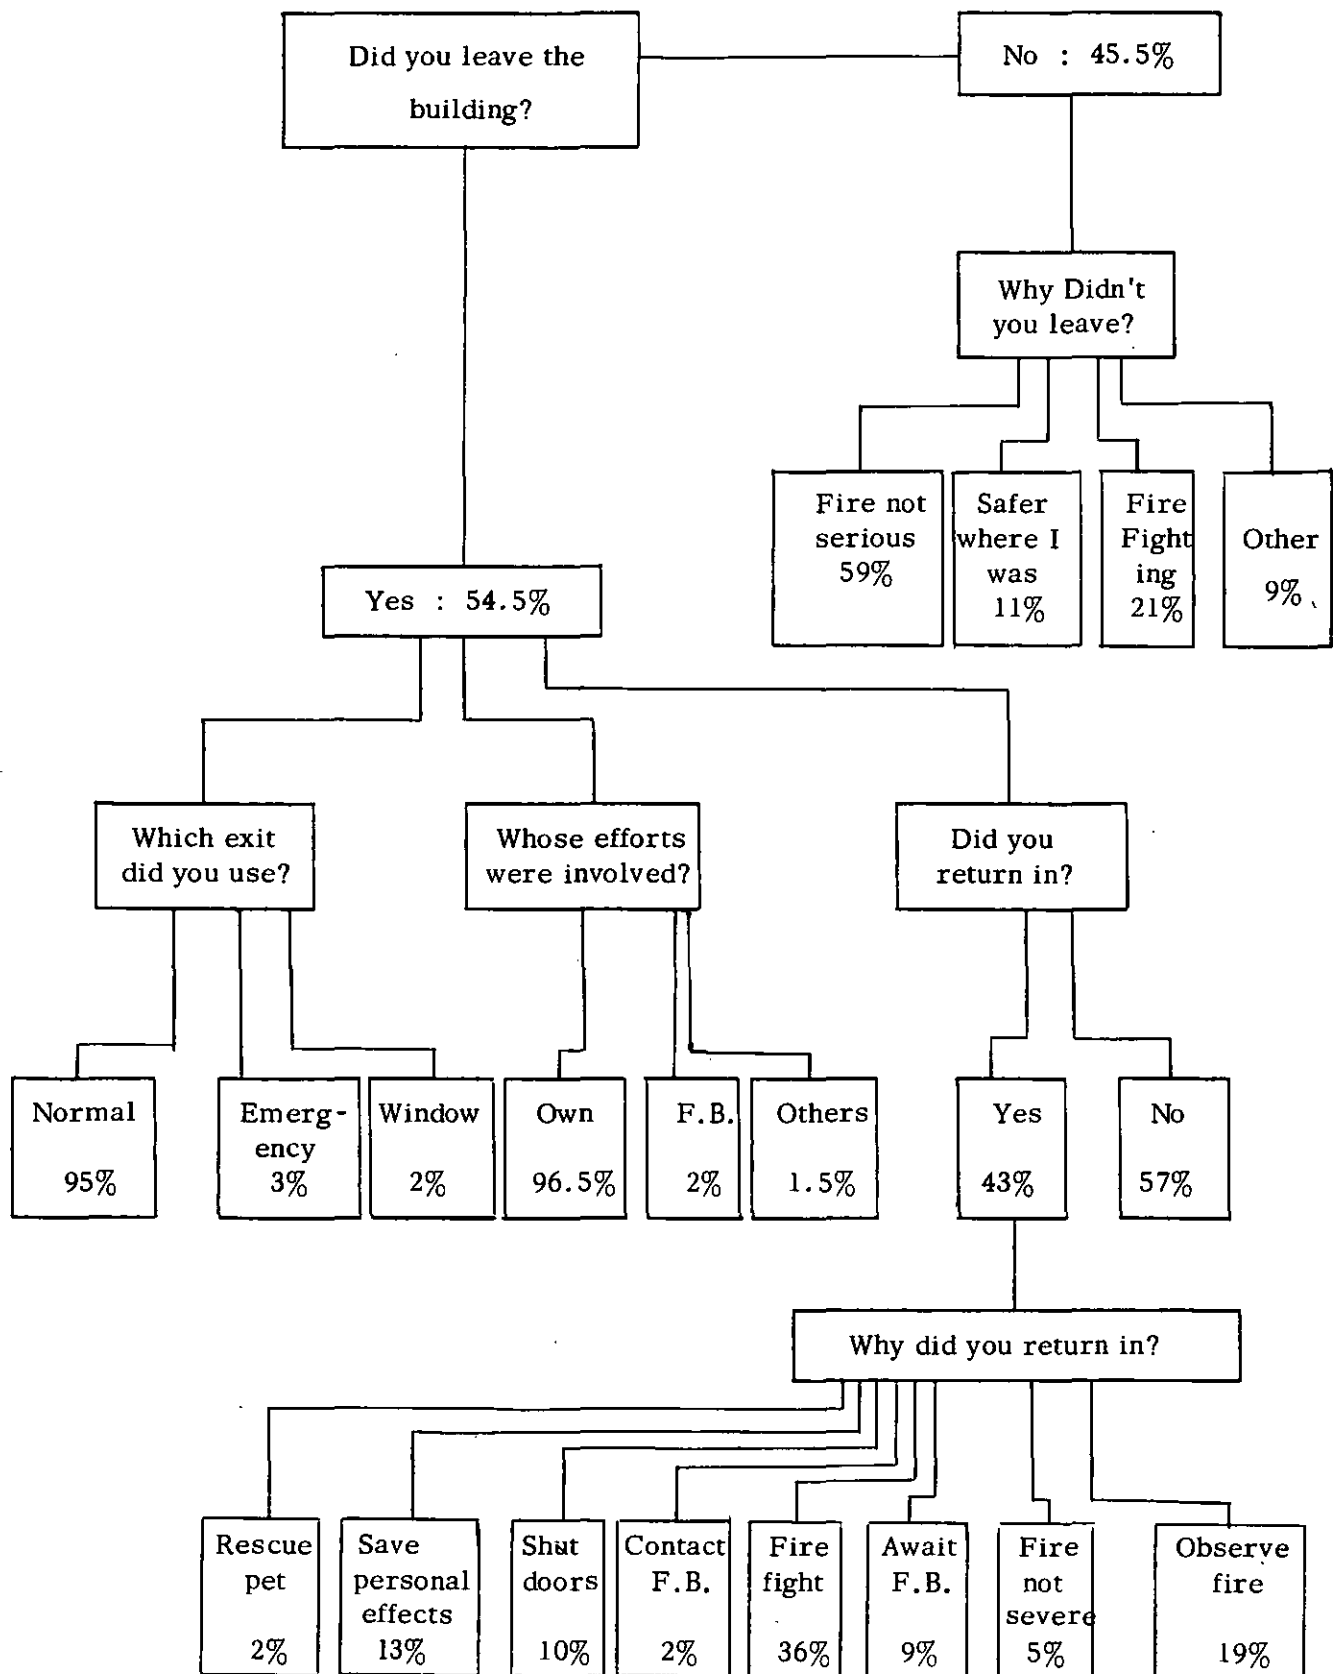 Did you leave the
building?
No : 45.5%
Why Didn't
you leave?
Fire not
serious
59%
Safer
where I
was
11%
Fire
Fight
ing
21%
Other
9%
Yes : 54.5%
Which exit
did you use?
Whose efforts
were involved?
Did you
return in?
Normal
95%
Emerg-
ency
3%
Window
2%
Own
96.5%
F.B.
2%
Others
1.5%
Yes
43%
No
57%
Why did you return in?
Rescue
pet
2%
Save
personal
effects
13%
Shut
doors
10%
Contact
F.B.
2%
Fire
fight
36%
Await
F.B.
9%
Fire
not
severe
5%
Observe
fire
19%